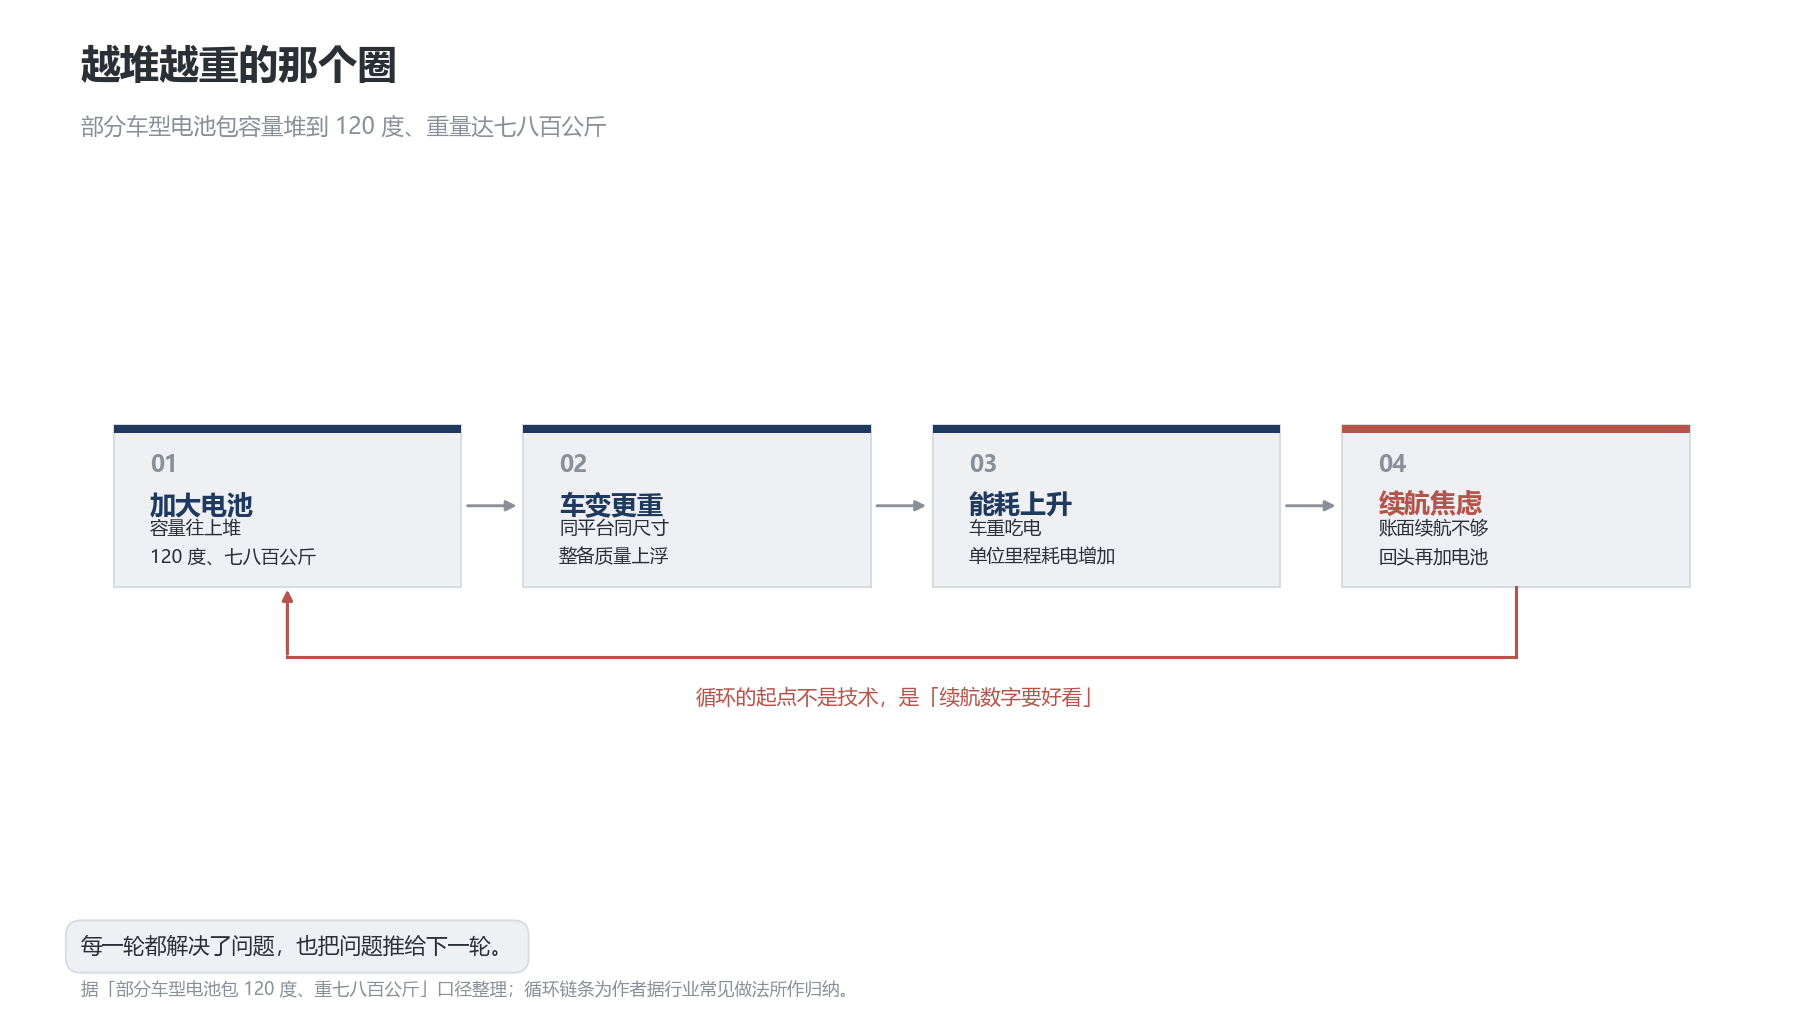 越堆越重的那个圈
部分车型电池包容量堆到 120 度、重量达七八百公斤
01
加大电池
容量往上堆
120 度、七八百公斤
02
车变更重
同平台同尺寸
整备质量上浮
03
能耗上升
车重吃电
单位里程耗电增加
04
续航焦虑
账面续航不够
回头再加电池
循环的起点不是技术，是「续航数字要好看」
每一轮都解决了问题，也把问题推给下一轮。
据「部分车型电池包 120 度、重七八百公斤」口径整理；循环链条为作者据行业常见做法所作归纳。